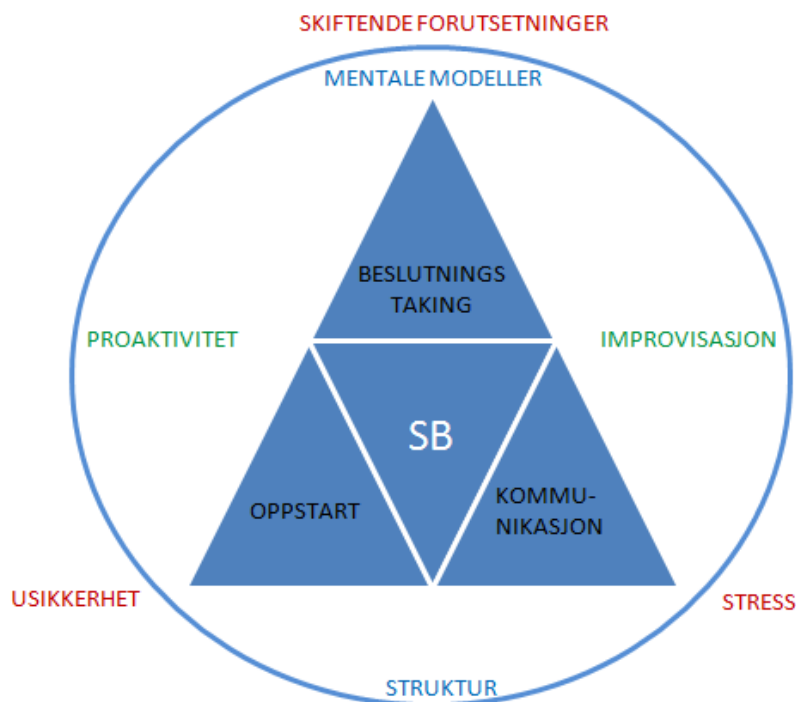 SKIFTENDE FORUTSETNINGER
MENTALE MODELLER
BESLUTNINGS
TAKING
PROAKTIVITET
IMPROVISASJON
SB
OPPSTART
KOMMU-
NIKASJON
USIKKERHET
STRESS
STRUKTUR